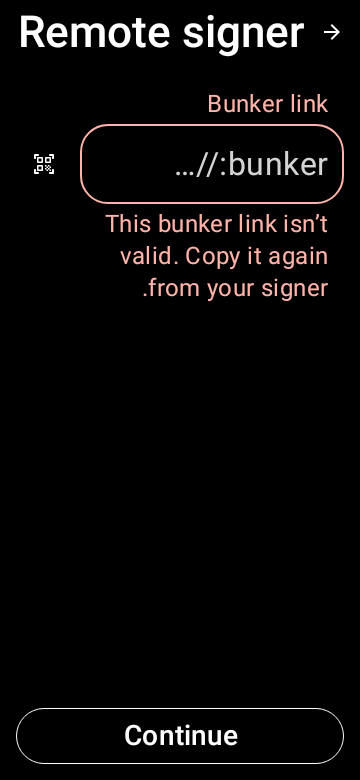 Remote signer
Bunker link
bunker://…
This bunker link isn’t
valid. Copy it again
from your signer.
Continue